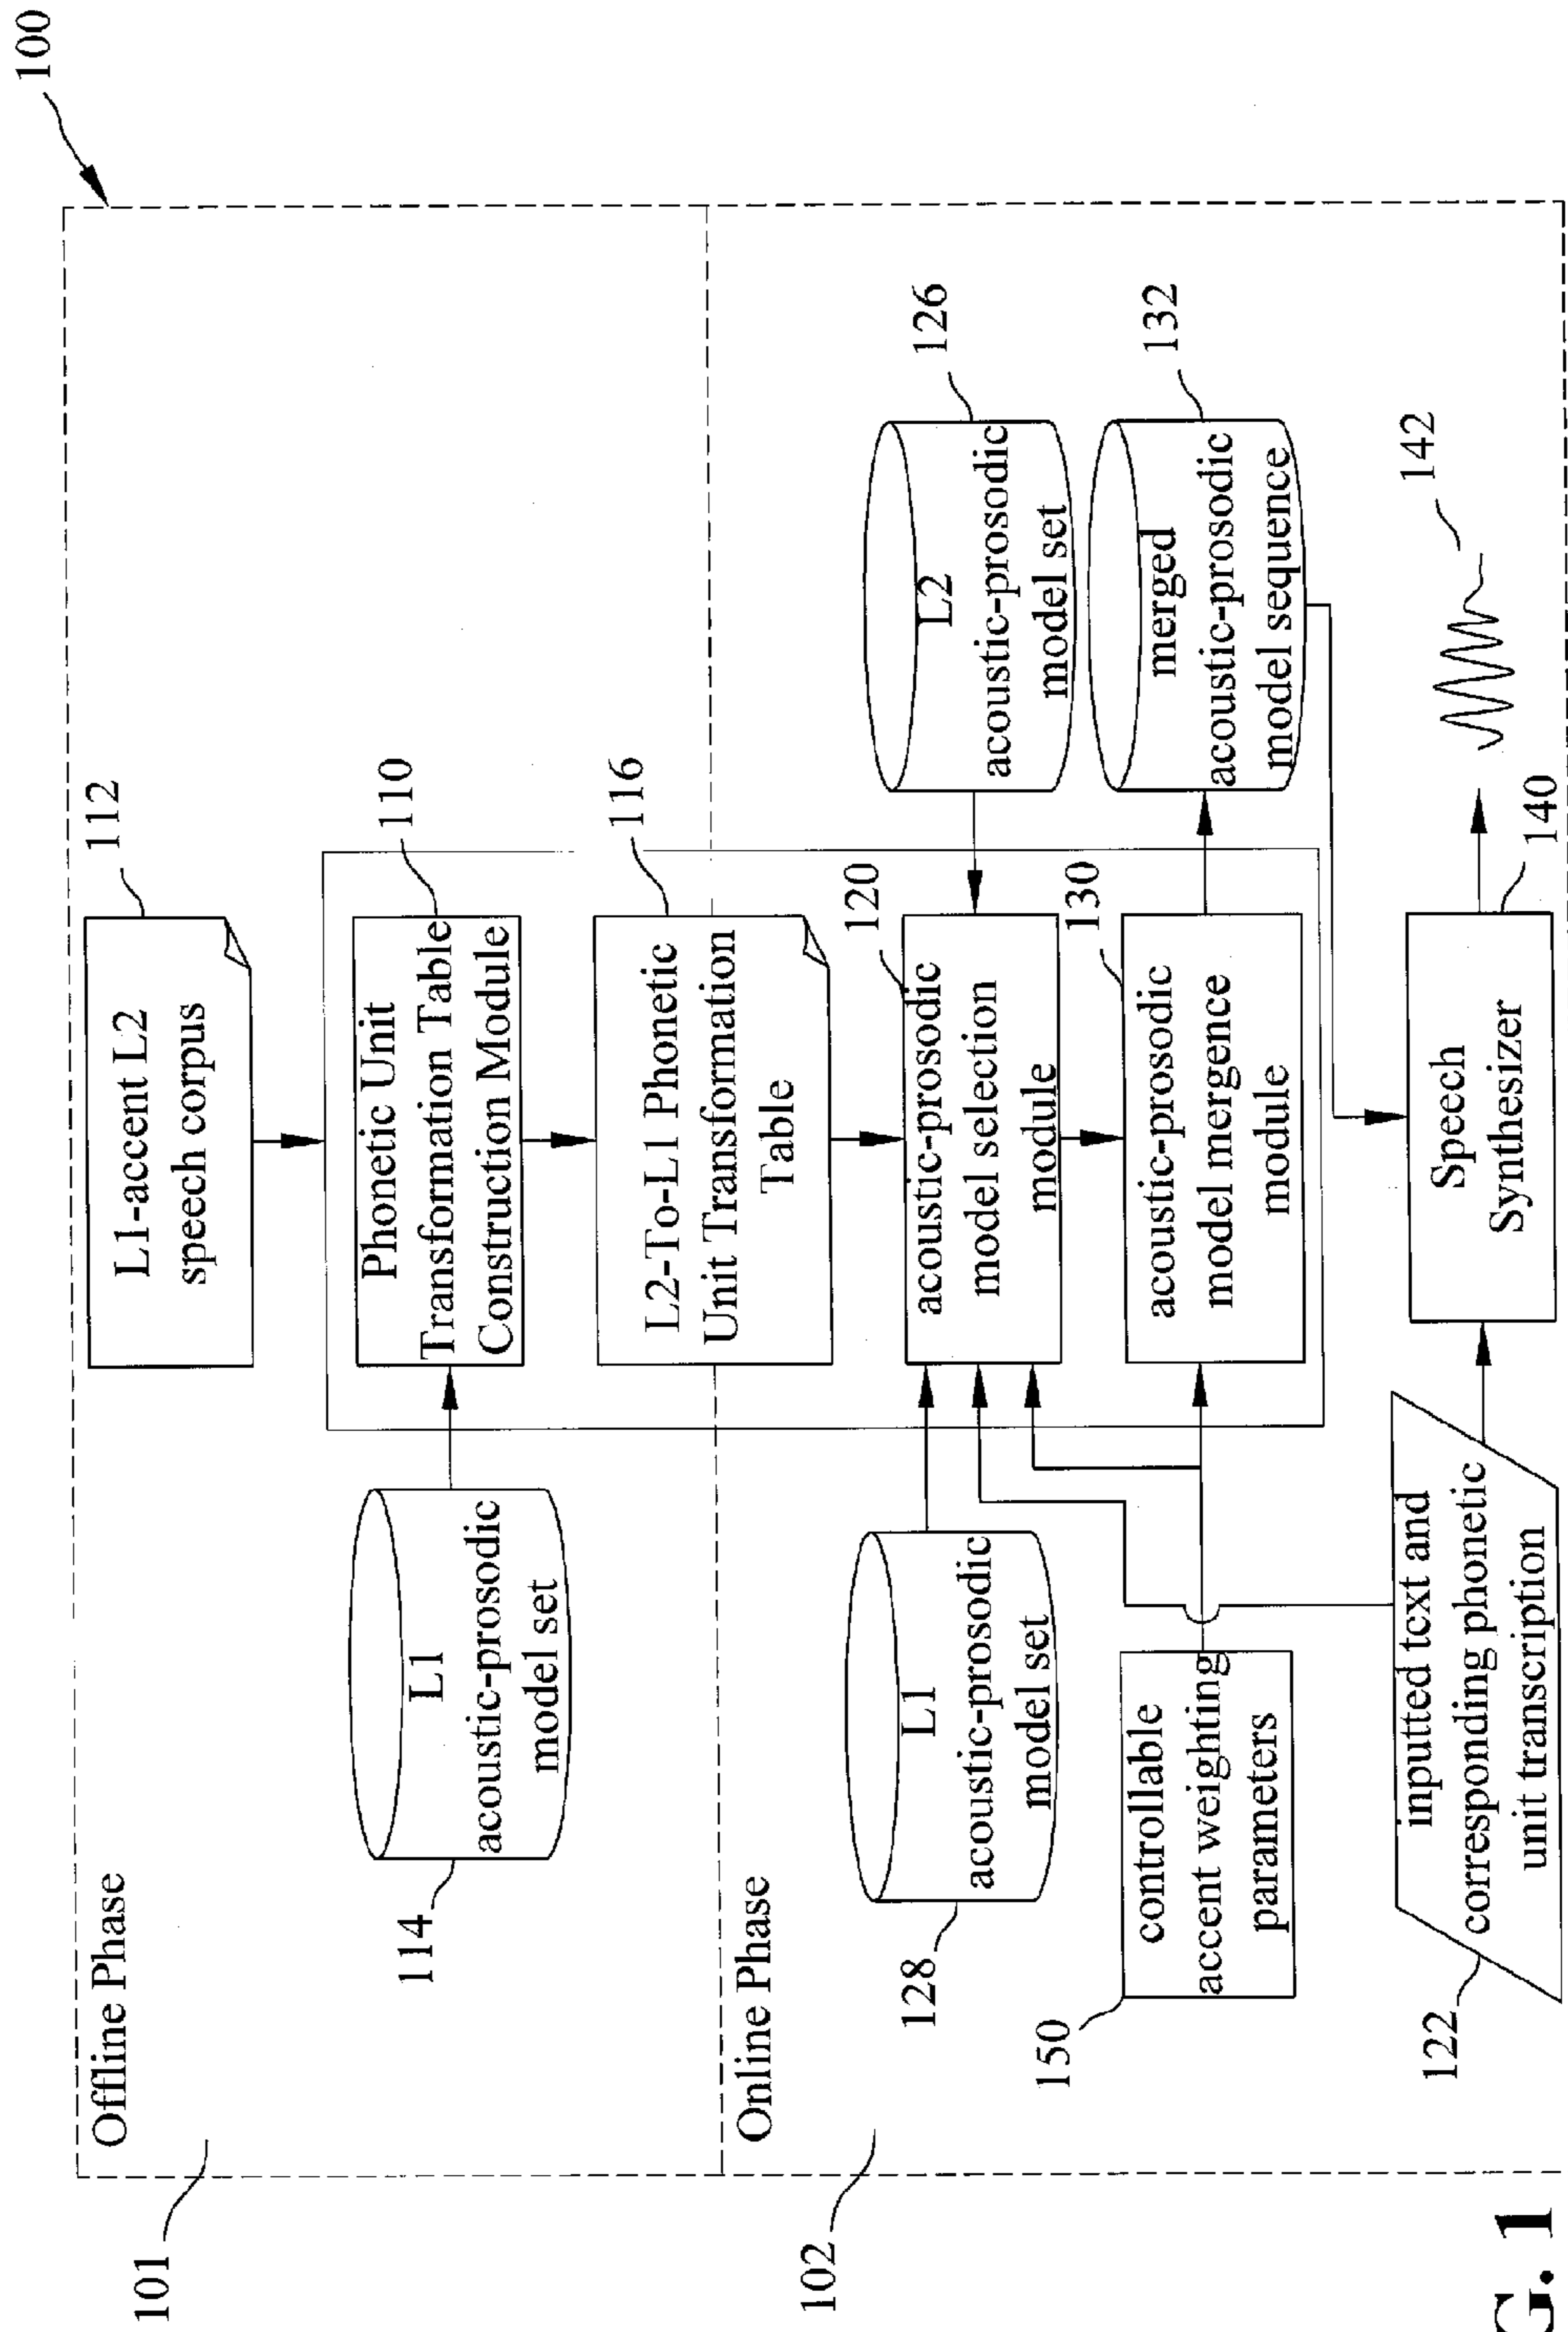 100
Offline Phase
101
L1-accent L2
speech corpus
112
L1
acoustic-prosodic
model set
114
Phonetic Unit
Transformation Table
Construction Module
110
L2-To-L1 Phonetic
Unit Transformation
Table
116
Online Phase
102
L1
acoustic-prosodic
model set
128
acoustic-prosodic
model selection
module
120
L2
acoustic-prosodic
model set
126
controllable
accent weighting
parameters
150
acoustic-prosodic
model mergence
module
130
merged
acoustic-prosodic
model sequence
132
inputted text and
corresponding phonetic
unit transcription
122
Speech
Synthesizer
140
142
G. 1